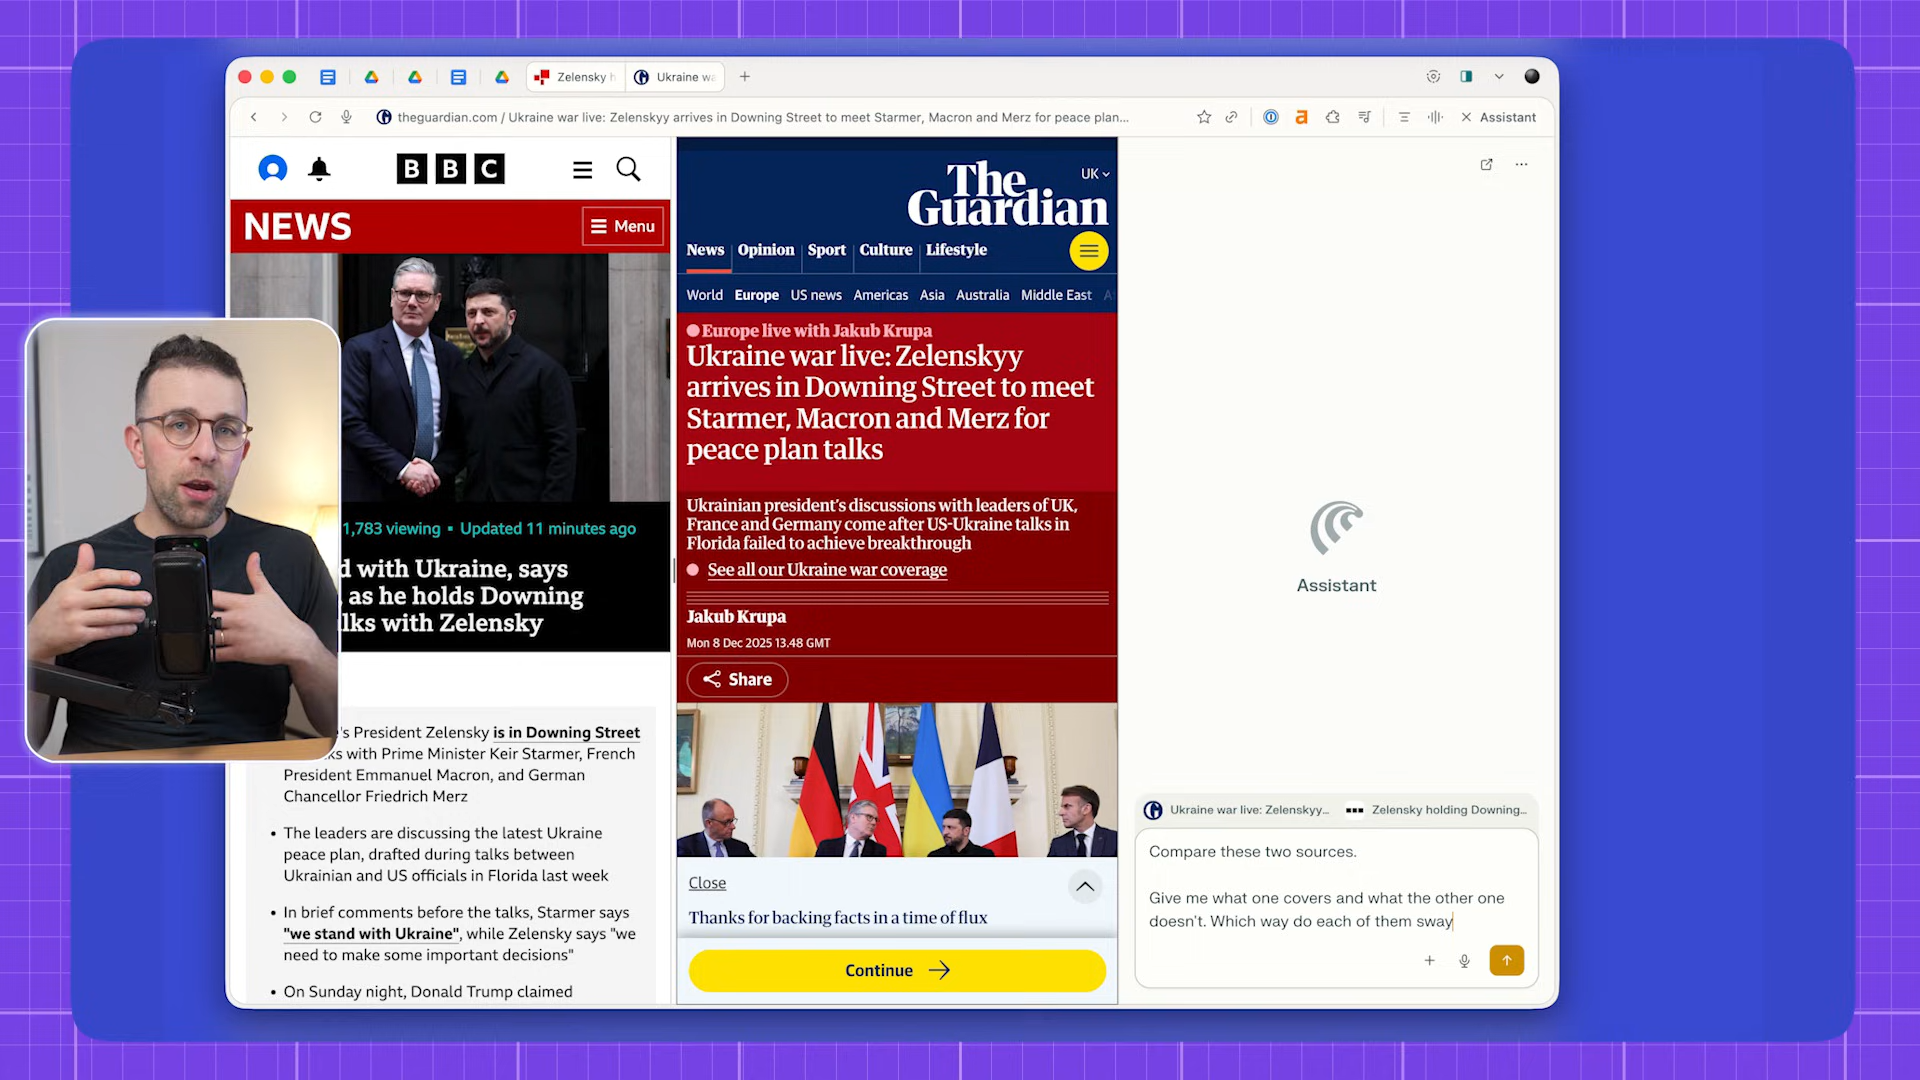 Zelensky h
Ukraine wa
theguardian.com / Ukraine war live: Zelenskyy arrives in Downing Street to meet Starmer, Macron and Merz for peace plan...
Assistant
BBC
NEWS
Menu
1,783 viewing • Updated 11 minutes ago
d with Ukraine, says
, as he holds Downing
lks with Zelensky
's President Zelensky is in Downing Street
ks with Prime Minister Keir Starmer, French
President Emmanuel Macron, and German
Chancellor Friedrich Merz
• The leaders are discussing the latest Ukraine
peace plan, drafted during talks between
Ukrainian and US officials in Florida last week
• In brief comments before the talks, Starmer says
"we stand with Ukraine", while Zelensky says "we
need to make some important decisions"
• On Sunday night, Donald Trump claimed
UK
The
Guardian
News Opinion Sport Culture Lifestyle
World Europe US news Americas Asia Australia Middle East A
Europe live with Jakub Krupa
Ukraine war live: Zelenskyy
arrives in Downing Street to meet
Starmer, Macron and Merz for
peace plan talks
Ukrainian president's discussions with leaders of UK,
France and Germany come after US-Ukraine talks in
Florida failed to achieve breakthrough
See all our Ukraine war coverage
Jakub Krupa
Mon 8 Dec 2025 13.48 GMT
Share
Close
Thanks for backing facts in a time of flux
Continue
Assistant
Ukraine war live: Zelenskyy...
Zelensky holding Downing...
Compare these two sources.
Give me what one covers and what the other one
doesn't. Which way do each of them sway